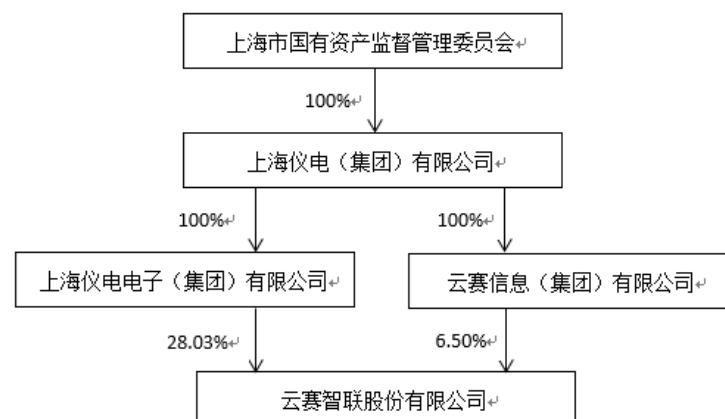 上海市国有资产监督管理委员会
100%
上海仪电（集团）有限公司
100%
100%
上海仪电电子（集团）有限公司
云赛信息（集团）有限公司
28.03%
6.50%
云赛智联股份有限公司